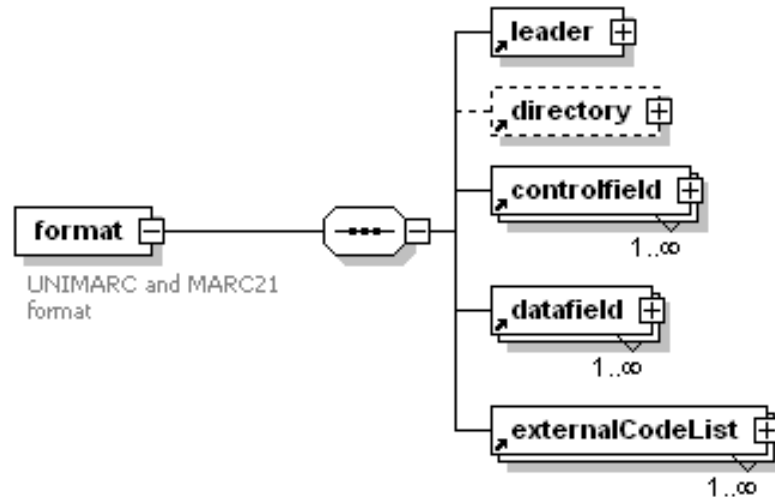 leader
directory
controlfield
1..∞
format
UNIMARC and MARC21
format
datafield
1..∞
externalCodeList
1..∞